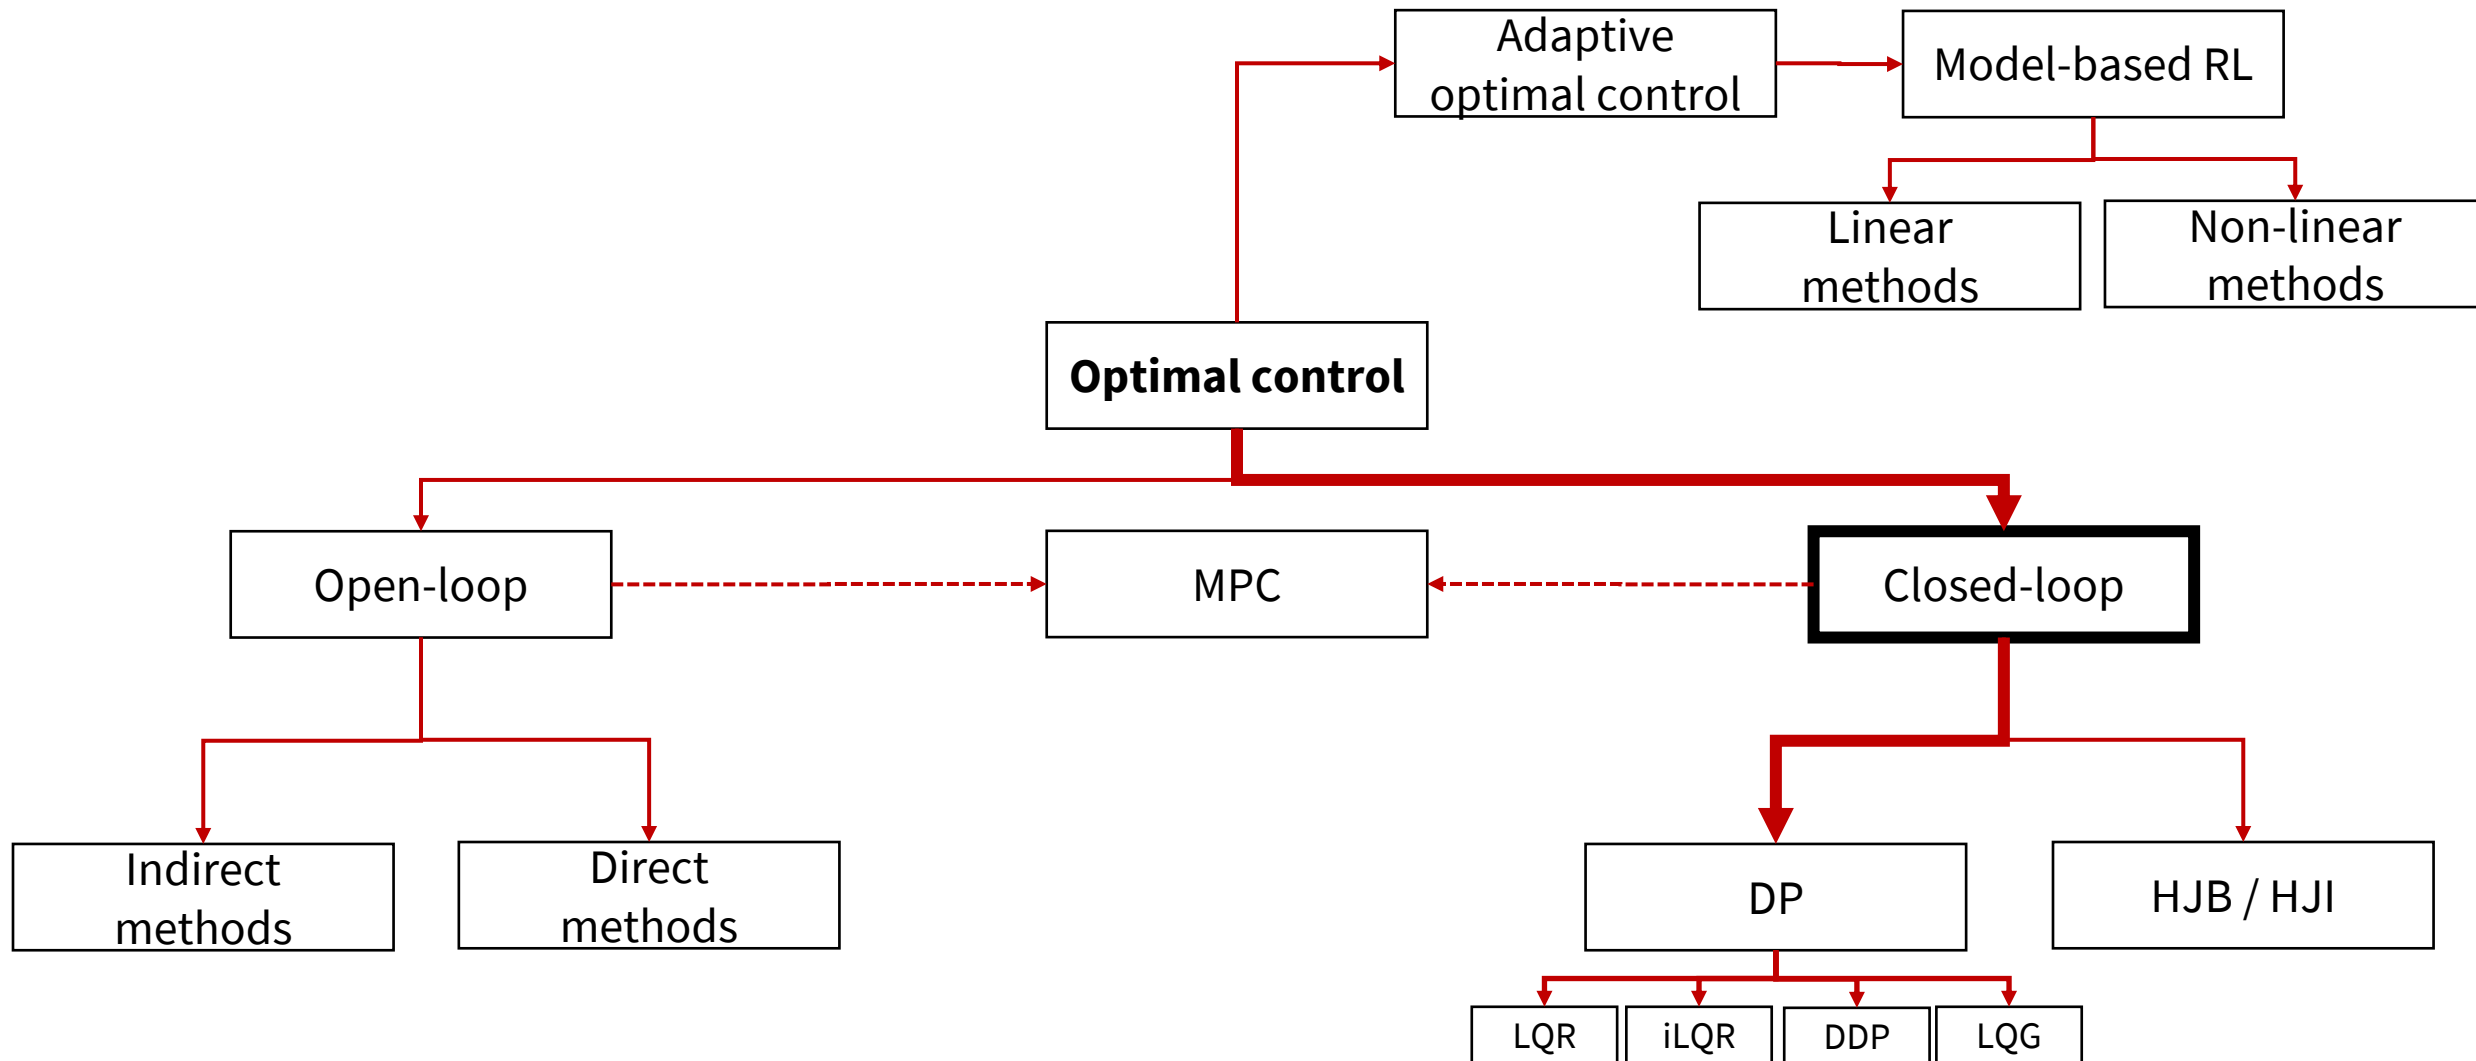 Adaptive
optimal control
Model-based RL
Linear
methods
Non-linear
methods
Optimal control
Open-loop
MPC
Closed-loop
Indirect
methods
Direct
methods
DP
HJB / HJI
LQR
iLQR
DDP
LQG